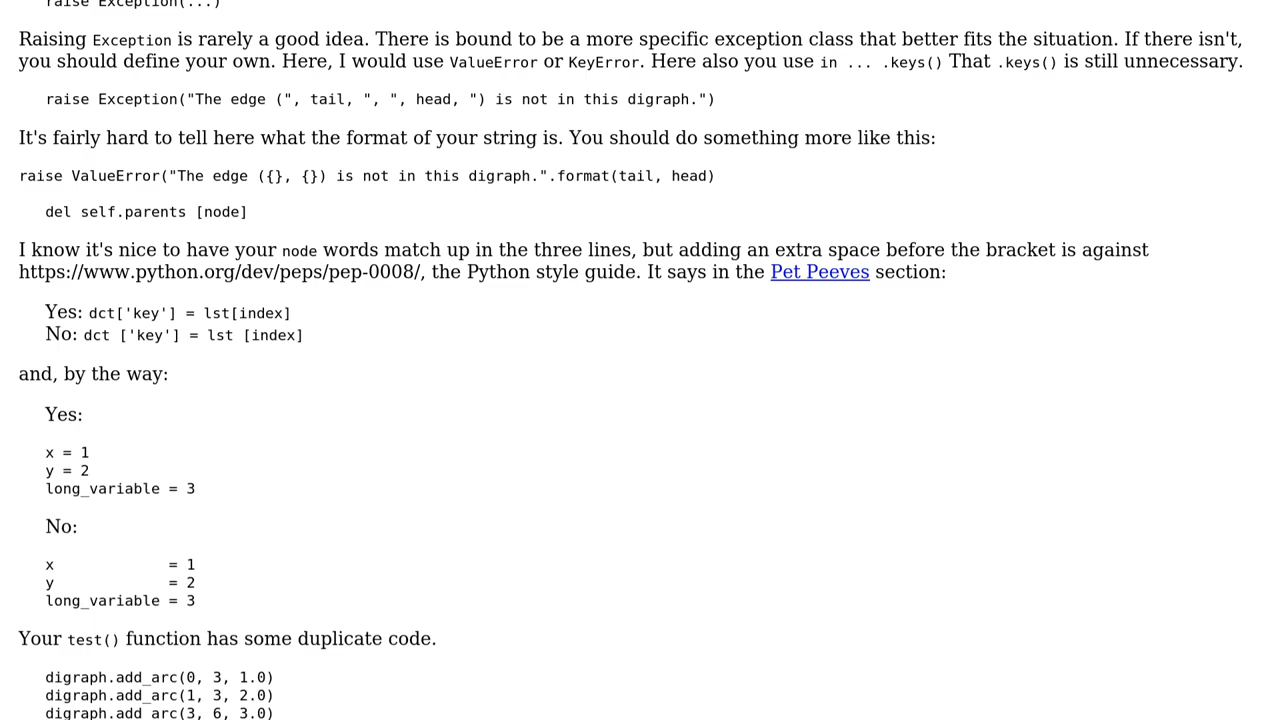 raise Exception(...)
Raising Exception is rarely a good idea. There is bound to be a more specific exception class that better fits the situation. If there isn't,
you should define your own. Here, I would use ValueError or KeyError. Here also you use in ... .keys() That .keys() is still unnecessary.
raise Exception("The edge (", tail, ", ", head, ") is not in this digraph.")
It's fairly hard to tell here what the format of your string is. You should do something more like this:
raise ValueError("The edge ({}, {}) is not in this digraph.".format(tail, head)
del self.parents [node]
I know it's nice to have your node words match up in the three lines, but adding an extra space before the bracket is against
https://www.python.org/dev/peps/pep-0008/, the Python style guide. It says in the Pet Peeves section:
Yes: dct['key'] = lst[index]
No: dct ['key'] = lst [index]
and, by the way:
Yes:
x = 1
y = 2
long_variable = 3
No:
x             = 1
y             = 2
long_variable = 3
Your test() function has some duplicate code.
digraph.add_arc(0, 3, 1.0)
digraph.add_arc(1, 3, 2.0)
digraph.add_arc(3, 6, 3.0)